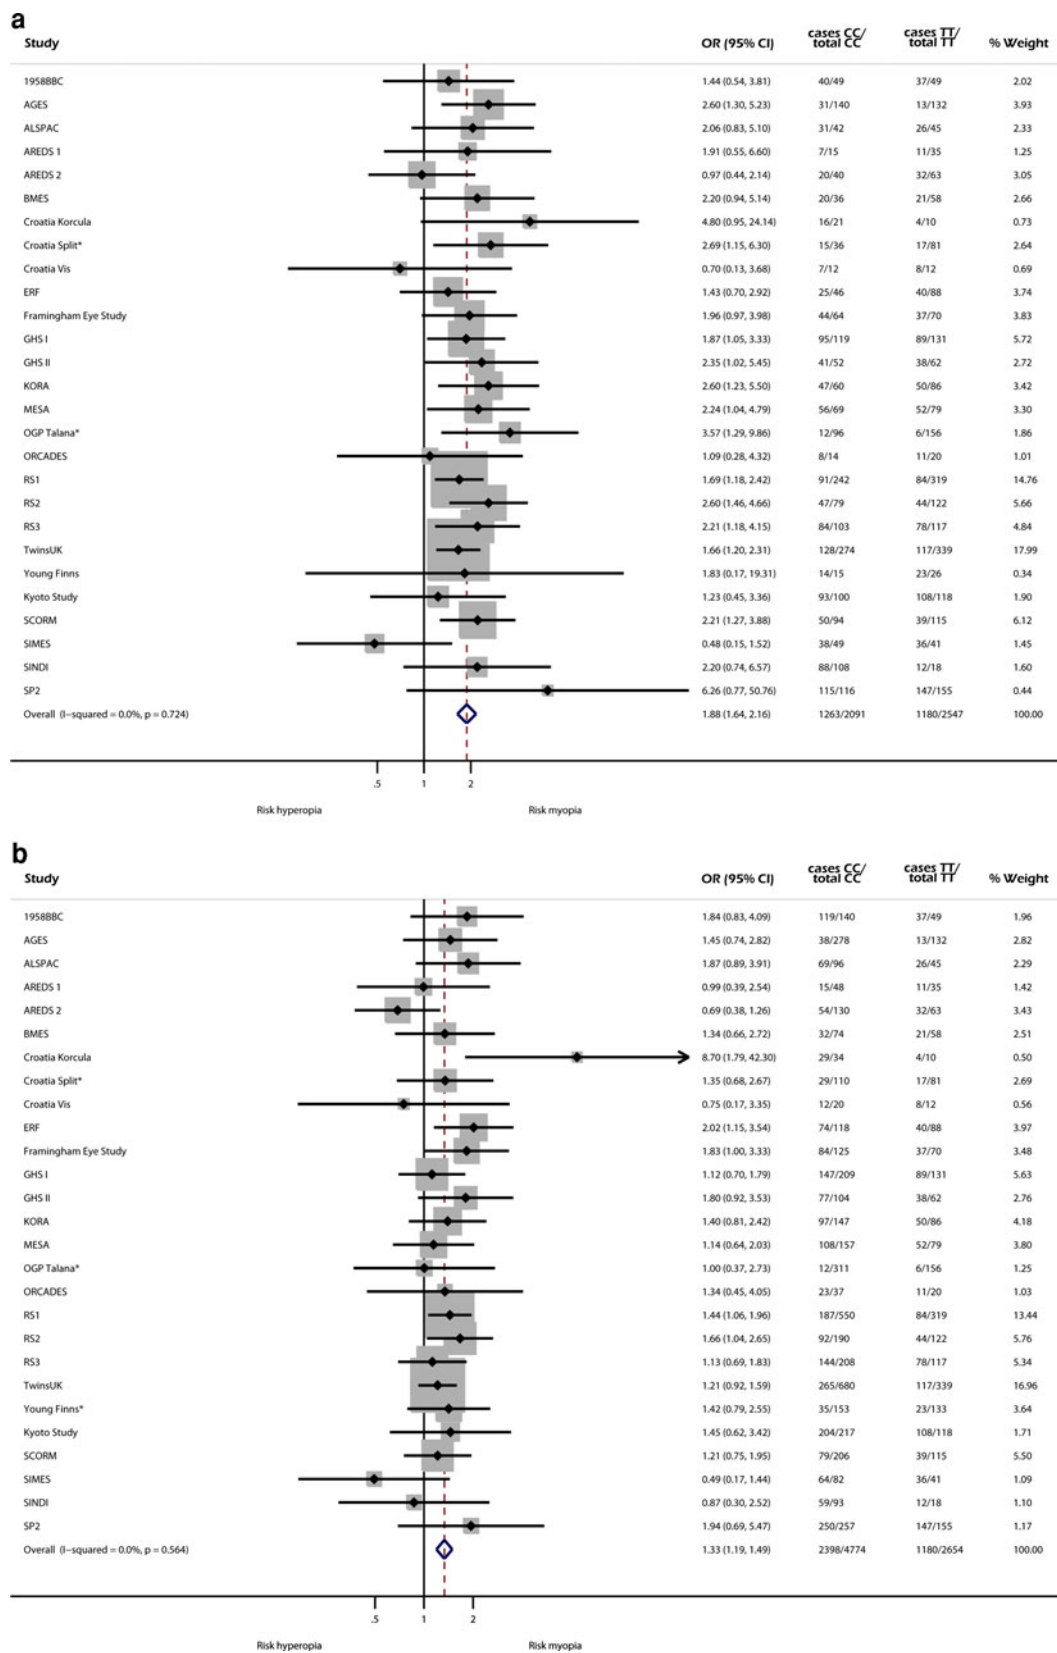 a
Study OR (95% CI) cases CC/ total CC cases TT/ total TT % Weight
1958BBC 1.44 (0.54, 3.81) 40/49 37/49 2.02
AGES 2.60 (1.30, 5.23) 31/140 13/132 3.93
ALSPAC 2.06 (0.83, 5.10) 31/42 26/45 2.33
AREDS 1 1.91 (0.55, 6.60) 7/15 11/35 1.25
AREDS 2 0.97 (0.44, 2.14) 20/40 32/63 3.05
BMES 2.20 (0.94, 5.14) 20/36 21/58 2.66
Croatia Korcula 4.80 (0.95, 24.14) 16/21 4/10 0.73
Croatia Split* 2.69 (1.15, 6.30) 15/36 17/81 2.64
Croatia Vis 0.70 (0.13, 3.68) 7/12 8/12 0.69
ERF 1.43 (0.70, 2.92) 25/46 40/88 3.74
Framingham Eye Study 1.96 (0.97, 3.98) 44/64 37/70 3.83
GHS I 1.87 (1.05, 3.33) 95/119 89/131 5.72
GHS II 2.35 (1.02, 5.45) 41/52 38/62 2.72
KORA 2.60 (1.23, 5.50) 47/60 50/86 3.42
MESA 2.24 (1.04, 4.79) 56/69 52/79 3.30
OGP Talana* 3.57 (1.29, 9.86) 12/96 6/156 1.86
ORCADES 1.09 (0.28, 4.32) 8/14 11/20 1.01
RS1 1.69 (1.18, 2.42) 91/242 84/319 14.76
RS2 2.60 (1.46, 4.66) 47/79 44/122 5.66
RS3 2.21 (1.18, 4.15) 84/103 78/117 4.84
TwinsUK 1.66 (1.20, 2.31) 128/274 117/339 17.99
Young Finns 1.83 (0.17, 19.31) 14/15 23/26 0.34
Kyoto Study 1.23 (0.45, 3.36) 93/100 108/118 1.90
SCORM 2.21 (1.27, 3.88) 50/94 39/115 6.12
SIMES 0.48 (0.15, 1.52) 38/49 36/41 1.45
SINDI 2.20 (0.74, 6.57) 88/108 12/18 1.60
SP2 6.26 (0.77, 50.76) 115/116 147/155 0.44
Overall (I-squared = 0.0%, p = 0.724) 1.88 (1.64, 2.16) 1263/2091 1180/2547 100.00
.5 1 2
Risk hyperopia Risk myopia
b
Study OR (95% CI) cases CC/ total CC cases TT/ total TT % Weight
1958BBC 1.84 (0.83, 4.09) 119/140 37/49 1.96
AGES 1.45 (0.74, 2.82) 38/278 13/132 2.82
ALSPAC 1.87 (0.89, 3.91) 69/96 26/45 2.29
AREDS 1 0.99 (0.39, 2.54) 15/48 11/35 1.42
AREDS 2 0.69 (0.38, 1.26) 54/130 32/63 3.43
BMES 1.34 (0.66, 2.72) 32/74 21/58 2.51
Croatia Korcula 8.70 (1.79, 42.30) 29/34 4/10 0.50
Croatia Split* 1.35 (0.68, 2.67) 29/110 17/81 2.69
Croatia Vis 0.75 (0.17, 3.35) 12/20 8/12 0.56
ERF 2.02 (1.15, 3.54) 74/118 40/88 3.97
Framingham Eye Study 1.83 (1.00, 3.33) 84/125 37/70 3.48
GHS I 1.12 (0.70, 1.79) 147/209 89/131 5.63
GHS II 1.80 (0.92, 3.53) 77/104 38/62 2.76
KORA 1.40 (0.81, 2.42) 97/147 50/86 4.18
MESA 1.14 (0.64, 2.03) 108/157 52/79 3.80
OGP Talana* 1.00 (0.37, 2.73) 12/311 6/156 1.25
ORCADES 1.34 (0.45, 4.05) 23/37 11/20 1.03
RS1 1.44 (1.06, 1.96) 187/550 84/319 13.44
RS2 1.66 (1.04, 2.65) 92/190 44/122 5.76
RS3 1.13 (0.69, 1.83) 144/208 78/117 5.34
TwinsUK 1.21 (0.92, 1.59) 265/680 117/339 16.96
Young Finns* 1.42 (0.79, 2.55) 35/153 23/133 3.64
Kyoto Study 1.45 (0.62, 3.42) 204/217 108/118 1.71
SCORM 1.21 (0.75, 1.95) 79/206 39/115 5.50
SIMES 0.49 (0.17, 1.44) 64/82 36/41 1.09
SINDI 0.87 (0.30, 2.52) 59/93 12/18 1.10
SP2 1.94 (0.69, 5.47) 250/257 147/155 1.17
Overall (I-squared = 0.0%, p = 0.564) 1.33 (1.19, 1.49) 2398/4774 1180/2654 100.00
.5 1 2
Risk hyperopia Risk myopia